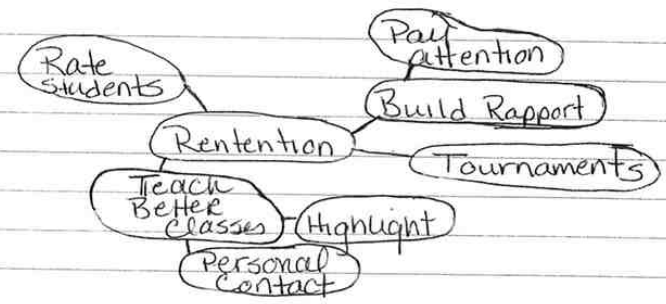 Pay
attention
Rate
students
Build Rapport
Rentention
Tournaments
Teach
Better
classes
Highlight
Personal
Contact